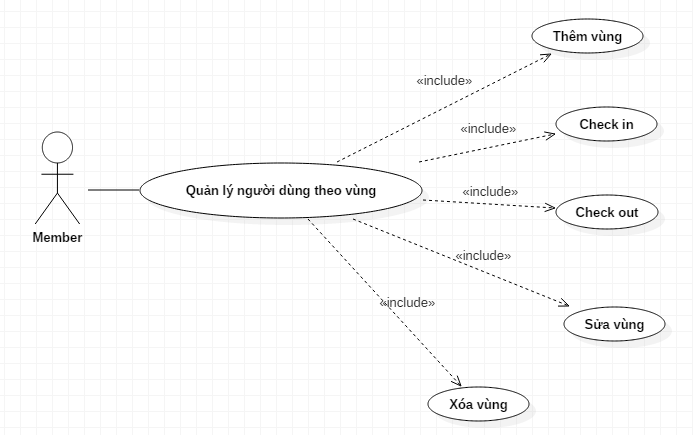 Thêm vùng
«include»
Check in
«include»
Quản lý người dùng theo vùng
«include»
Check out
Member
«include»
«include»
Sửa vùng
Xóa vùng